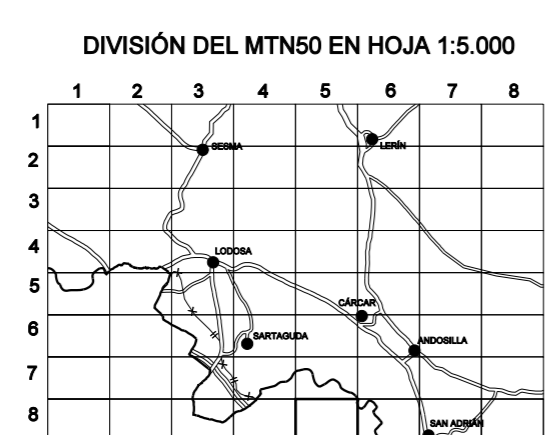 DIVISIÓN DEL MTN50 EN HOJA 1:5.000
1 2 3 4 5 6 7 8
1
2
3
4
5
6
7
8
SESMA
LERÍN
LODOSA
CÁRCAR
SARTAGUDA
ANDOSILLA
SAN ADRIÁN